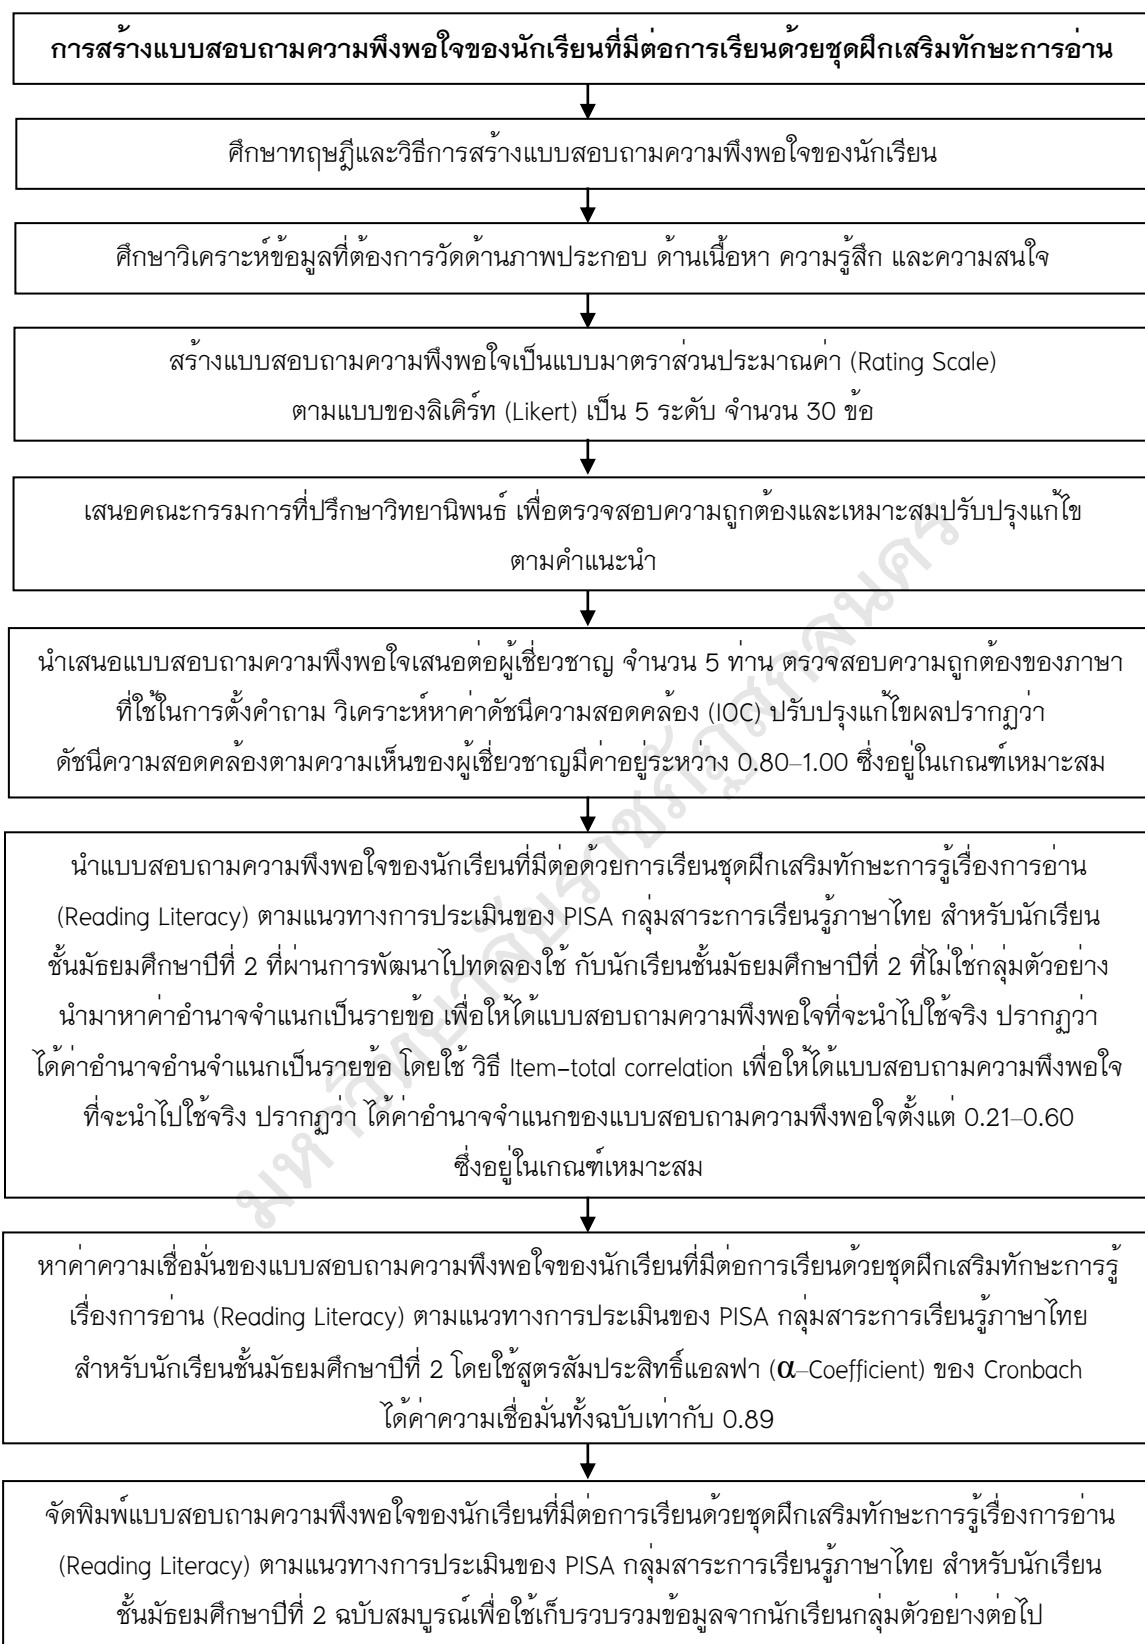 การสร้างแบบสอบถามความพึงพอใจของนักเรียนที่มีต่อการเรียนด้วยชุดฝึกเสริมทักษะการอ่าน
ศึกษาทฤษฎีและวิธีการสร้างแบบสอบถามความพึงพอใจของนักเรียน
ศึกษาวิเคราะห์ข้อมูลที่ต้องการวัดด้านภาพประกอบ ด้านเนื้อหา ความรู้สึก และความสนใจ
สร้างแบบสอบถามความพึงพอใจเป็นแบบมาตราส่วนประมาณค่า (Rating Scale)
ตามแบบของลิเคิร์ท (Likert) เป็น 5 ระดับ จำนวน 30 ข้อ
เสนอคณะกรรมการที่ปรึกษาวิทยานิพนธ์ เพื่อตรวจสอบความถูกต้องและเหมาะสมปรับปรุงแก้ไข
ตามคำแนะนำ
นำเสนอแบบสอบถามความพึงพอใจเสนอต่อผู้เชี่ยวชาญ จำนวน 5 ท่าน ตรวจสอบความถูกต้องของภาษา
ที่ใช้ในการตั้งคำถาม วิเคราะห์หาค่าดัชนีความสอดคล้อง (IOC) ปรับปรุงแก้ไขผลปรากฏว่า
ดัชนีความสอดคล้องตามความเห็นของผู้เชี่ยวชาญมีค่าอยู่ระหว่าง 0.80–1.00 ซึ่งอยู่ในเกณฑ์เหมาะสม
นำแบบสอบถามความพึงพอใจของนักเรียนที่มีต่อด้วยการเรียนชุดฝึกเสริมทักษะการรู้เรื่องการอ่าน
(Reading Literacy) ตามแนวทางการประเมินของ PISA กลุ่มสาระการเรียนรู้ภาษาไทย สำหรับนักเรียน
ชั้นมัธยมศึกษาปีที่ 2 ที่ผ่านการพัฒนาไปทดลองใช้ กับนักเรียนชั้นมัธยมศึกษาปีที่ 2 ที่ไม่ใช่กลุ่มตัวอย่าง
นำมาหาค่าอำนาจจำแนกเป็นรายข้อ เพื่อให้ได้แบบสอบถามความพึงพอใจที่จะนำไปใช้จริง ปรากฏว่า
ได้ค่าอำนาจอำนจำแนกเป็นรายข้อ โดยใช้ วิธี Item–total correlation เพื่อให้ได้แบบสอบถามความพึงพอใจ
ที่จะนำไปใช้จริง ปรากฏว่า ได้ค่าอำนาจจำแนกของแบบสอบถามความพึงพอใจตั้งแต่ 0.21–0.60
ซึ่งอยู่ในเกณฑ์เหมาะสม
หาค่าความเชื่อมั่นของแบบสอบถามความพึงพอใจของนักเรียนที่มีต่อการเรียนด้วยชุดฝึกเสริมทักษะการรู้
เรื่องการอ่าน (Reading Literacy) ตามแนวทางการประเมินของ PISA กลุ่มสาระการเรียนรู้ภาษาไทย
สำหรับนักเรียนชั้นมัธยมศึกษาปีที่ 2 โดยใช้สูตรสัมประสิทธิ์แอลฟา (α–Coefficient) ของ Cronbach
ได้ค่าความเชื่อมั่นทั้งฉบับเท่ากับ 0.89
จัดพิมพ์แบบสอบถามความพึงพอใจของนักเรียนที่มีต่อการเรียนด้วยชุดฝึกเสริมทักษะการรู้เรื่องการอ่าน
(Reading Literacy) ตามแนวทางการประเมินของ PISA กลุ่มสาระการเรียนรู้ภาษาไทย สำหรับนักเรียน
ชั้นมัธยมศึกษาปีที่ 2 ฉบับสมบูรณ์เพื่อใช้เก็บรวบรวมข้อมูลจากนักเรียนกลุ่มตัวอย่างต่อไป
มหาวิทยาลัยราชภัฏสกลนคร